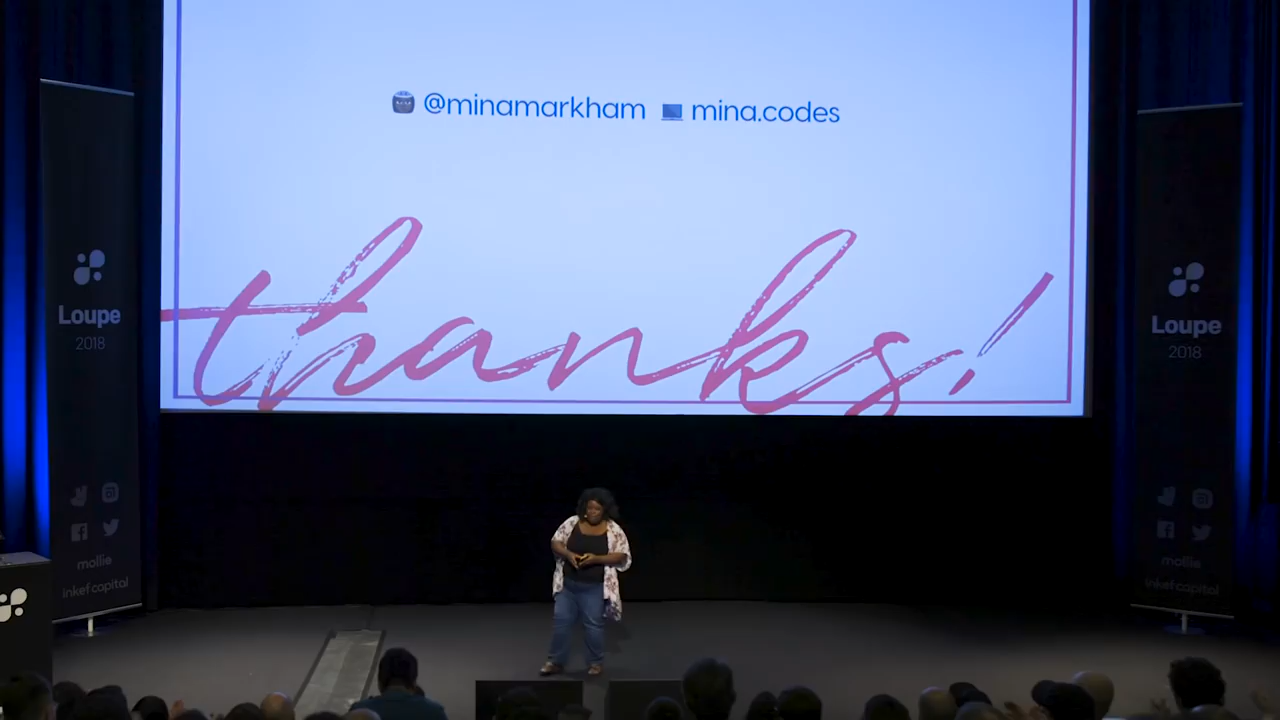 @minamarkham mina.codes
thanks!
Loupe
2018
mollie
inkef capital
Loupe
2018
mollie
inkef capital